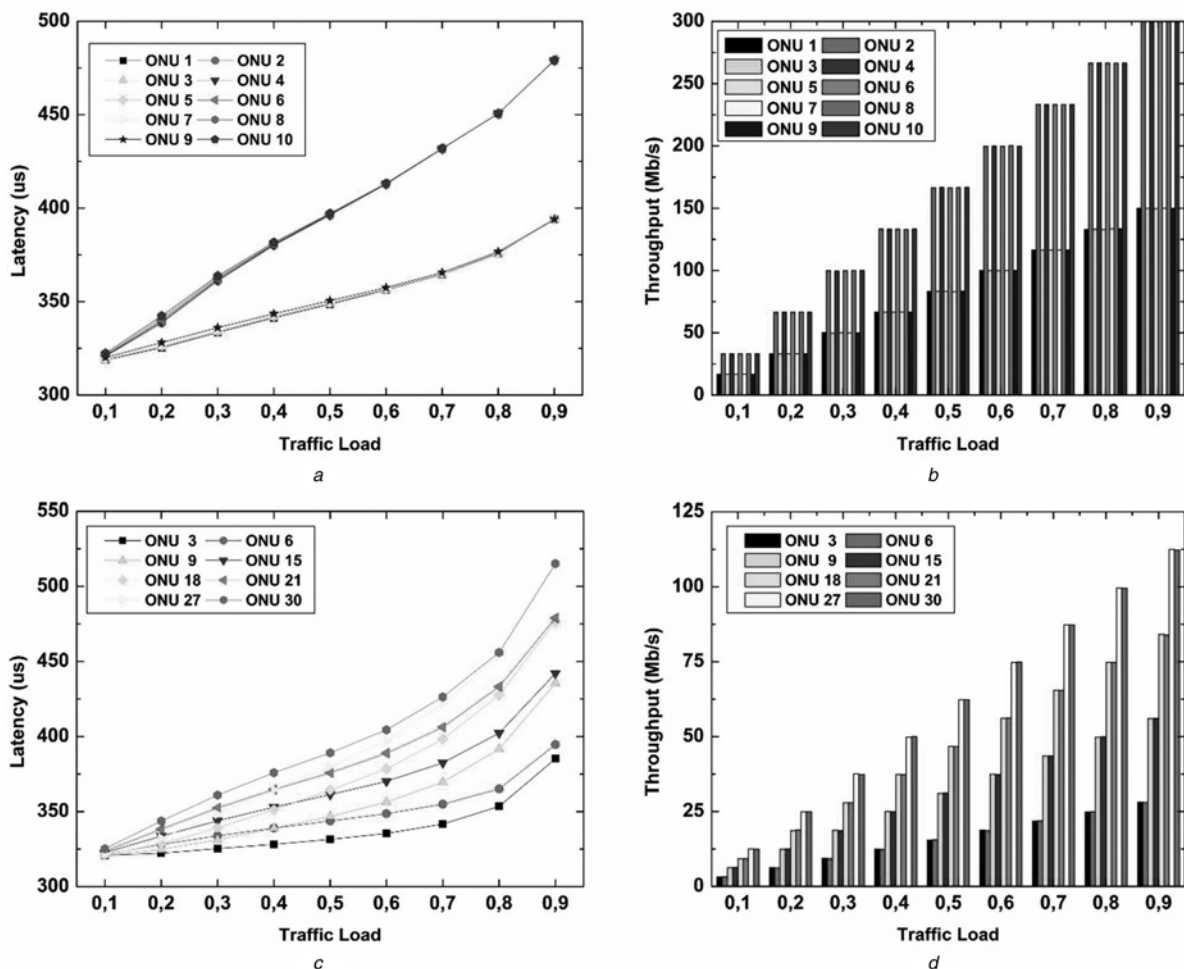 500
450
400
350
300
Latency (us)
ONU 1 ONU 2
ONU 3 ONU 4
ONU 5 ONU 6
ONU 7 ONU 8
ONU 9 ONU 10
0,1 0,2 0,3 0,4 0,5 0,6 0,7 0,8 0,9
Traffic Load
a
300
250
200
150
100
50
0
Throughput (Mb/s)
ONU 1 ONU 2
ONU 3 ONU 4
ONU 5 ONU 6
ONU 7 ONU 8
ONU 9 ONU 10
0,1 0,2 0,3 0,4 0,5 0,6 0,7 0,8 0,9
Traffic Load
b
550
500
450
400
350
300
Latency (us)
ONU 3 ONU 6
ONU 9 ONU 15
ONU 18 ONU 21
ONU 27 ONU 30
0,1 0,2 0,3 0,4 0,5 0,6 0,7 0,8 0,9
Traffic Load
c
125
100
75
50
25
0
Throughput (Mb/s)
ONU 3 ONU 6
ONU 9 ONU 15
ONU 18 ONU 21
ONU 27 ONU 30
0,1 0,2 0,3 0,4 0,5 0,6 0,7 0,8 0,9
Traffic Load
d